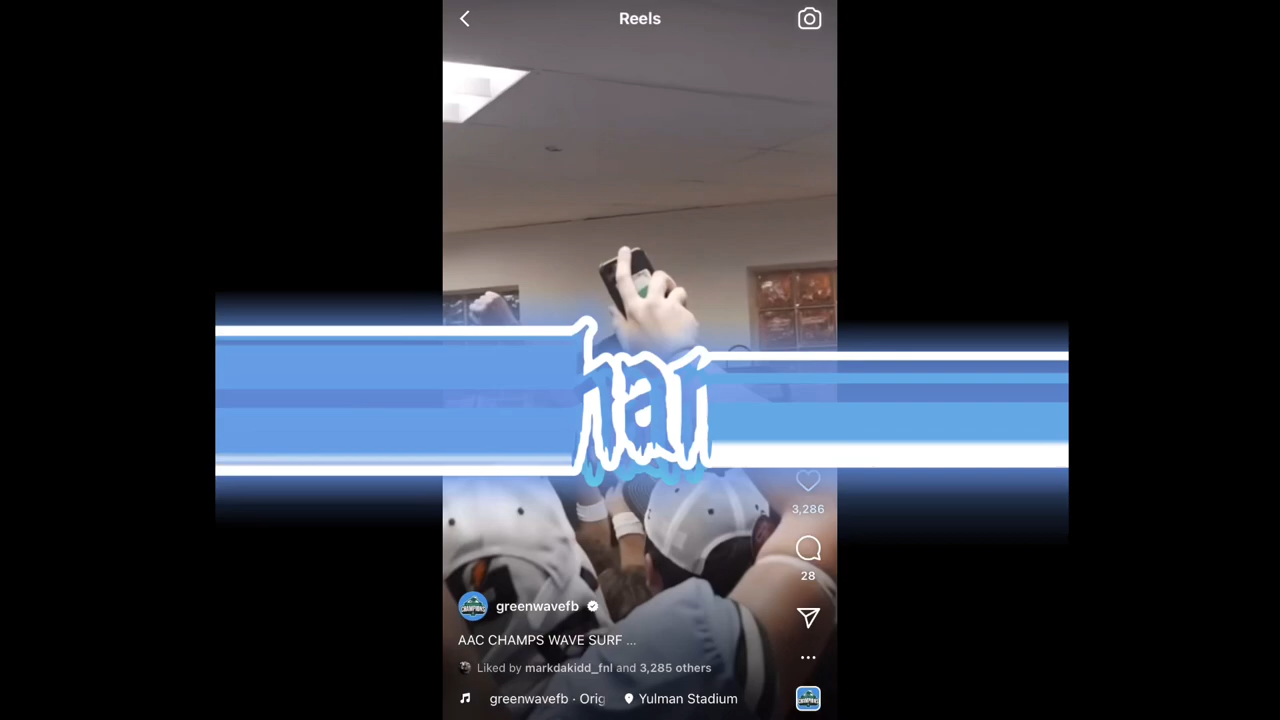 Reels
har
3,286
28
greenwavefb
AAC CHAMPS WAVE SURF ...
Liked by markdakidd_fnl and 3,285 others
greenwavefb · Orig
Yulman Stadium